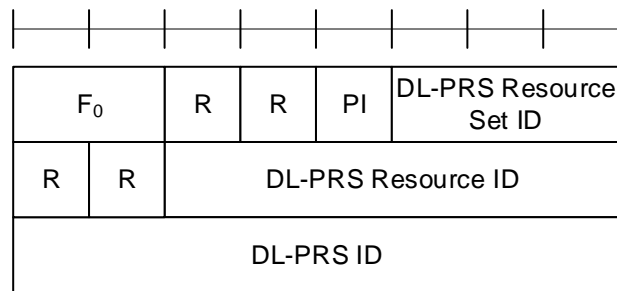 F₀ R R PI DL-PRS Resource
Set ID
R R DL-PRS Resource ID
DL-PRS ID